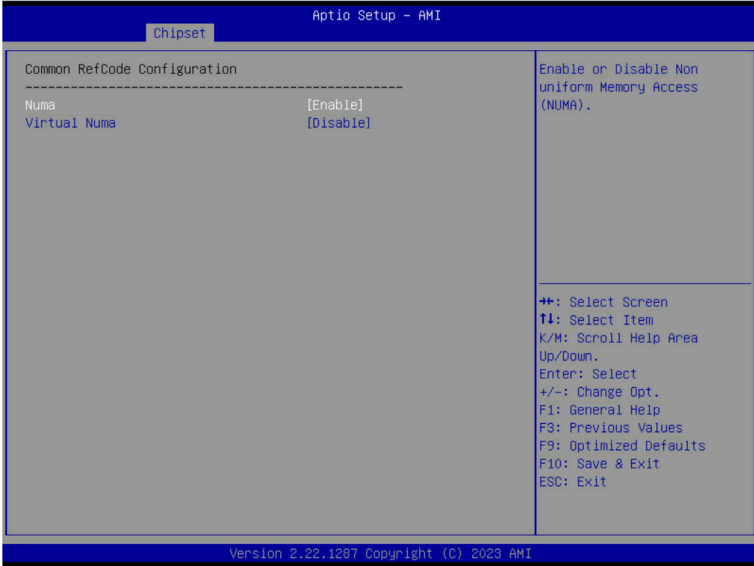 Aptio Setup - AMI
Chipset
Common RefCode Configuration
--------------------------------------------------
Numa [Enable]
Virtual Numa [Disable]
Enable or Disable Non
uniform Memory Access
(NUMA).
→←: Select Screen
↑↓: Select Item
K/M: Scroll Help Area
Up/Down.
Enter: Select
+/-: Change Opt.
F1: General Help
F3: Previous Values
F9: Optimized Defaults
F10: Save & Exit
ESC: Exit
Version 2.22.1287 Copyright (C) 2023 AMI